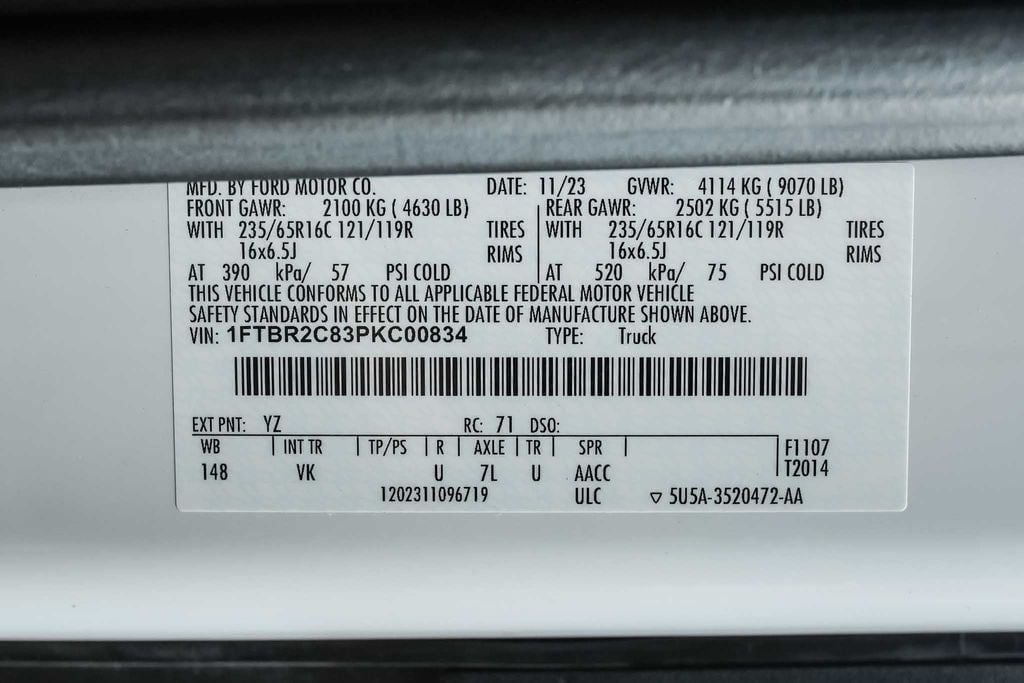 MFD. BY FORD MOTOR CO. DATE: 11/23 GVWR: 4114 KG ( 9070 LB)
FRONT GAWR: 2100 KG ( 4630 LB) REAR GAWR: 2502 KG ( 5515 LB)
WITH 235/65R16C 121/119R TIRES WITH 235/65R16C 121/119R TIRES
16x6.5J RIMS 16x6.5J RIMS
AT 390 kPa/ 57 PSI COLD AT 520 kPa/ 75 PSI COLD
THIS VEHICLE CONFORMS TO ALL APPLICABLE FEDERAL MOTOR VEHICLE
SAFETY STANDARDS IN EFFECT ON THE DATE OF MANUFACTURE SHOWN ABOVE.
VIN: 1FTBR2C83PKC00834 TYPE: Truck
EXT PNT: YZ RC: 71 DSO:
WB INT TR TP/PS R AXLE TR SPR F1107
148 VK U 7L U AACC T2014
1202311096719 ULC ▽ 5U5A-3520472-AA